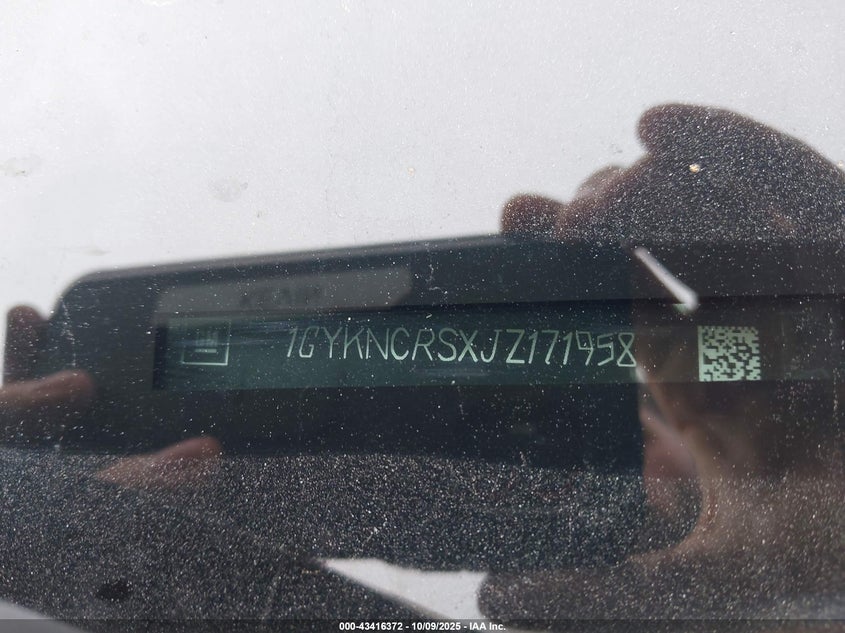 1GYKNCRSXJZ171958
000-43416372 - 10/09/2025 - IAA Inc.